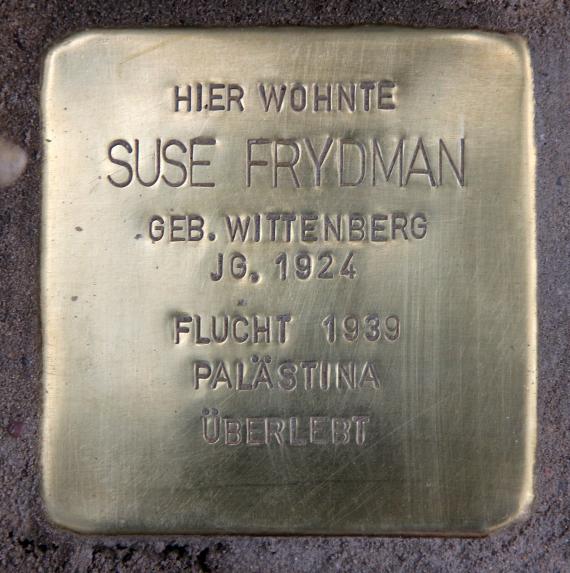 HIER WOHNTE
SUSE FRYDMAN
GEB. WITTENBERG
JG. 1924
FLUCHT 1939
PALÄSTINA
ÜBERLEBT